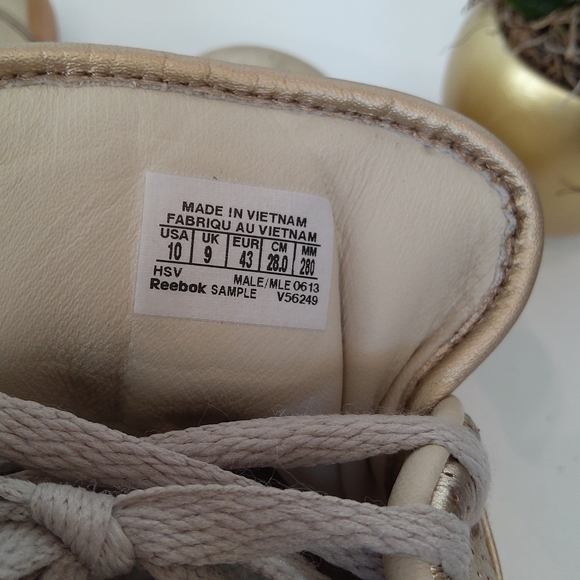 MADE IN VIETNAM
FABRIQU AU VIETNAM
USA UK EUR CM MM
10 9 43 28.0 280
HSV MALE/MLE 0613
Reebok SAMPLE V56249